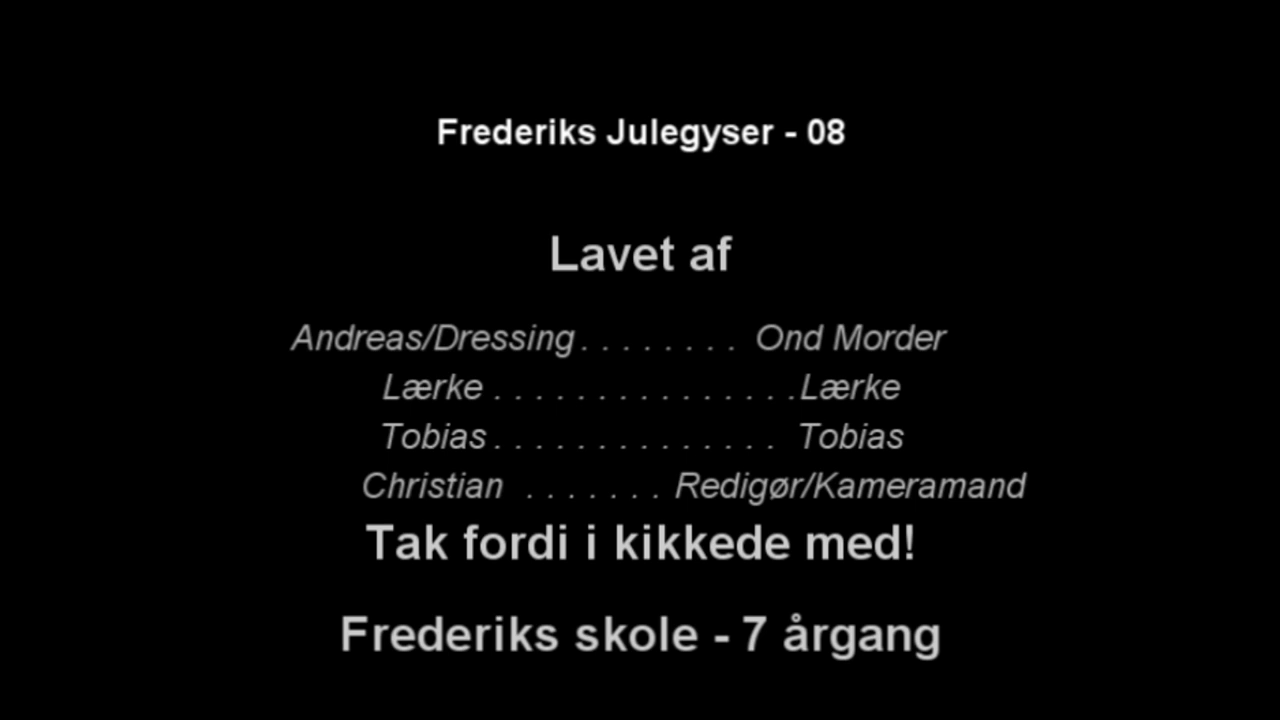 Frederiks Julegyser - 08
Lavet af
Andreas/Dressing . . . . . . . . Ond Morder
Lærke . . . . . . . . . . . . . . .Lærke
Tobias . . . . . . . . . . . . . . Tobias
Christian . . . . . . . Redigør/Kameramand
Tak fordi i kikkede med!
Frederiks skole - 7 årgang